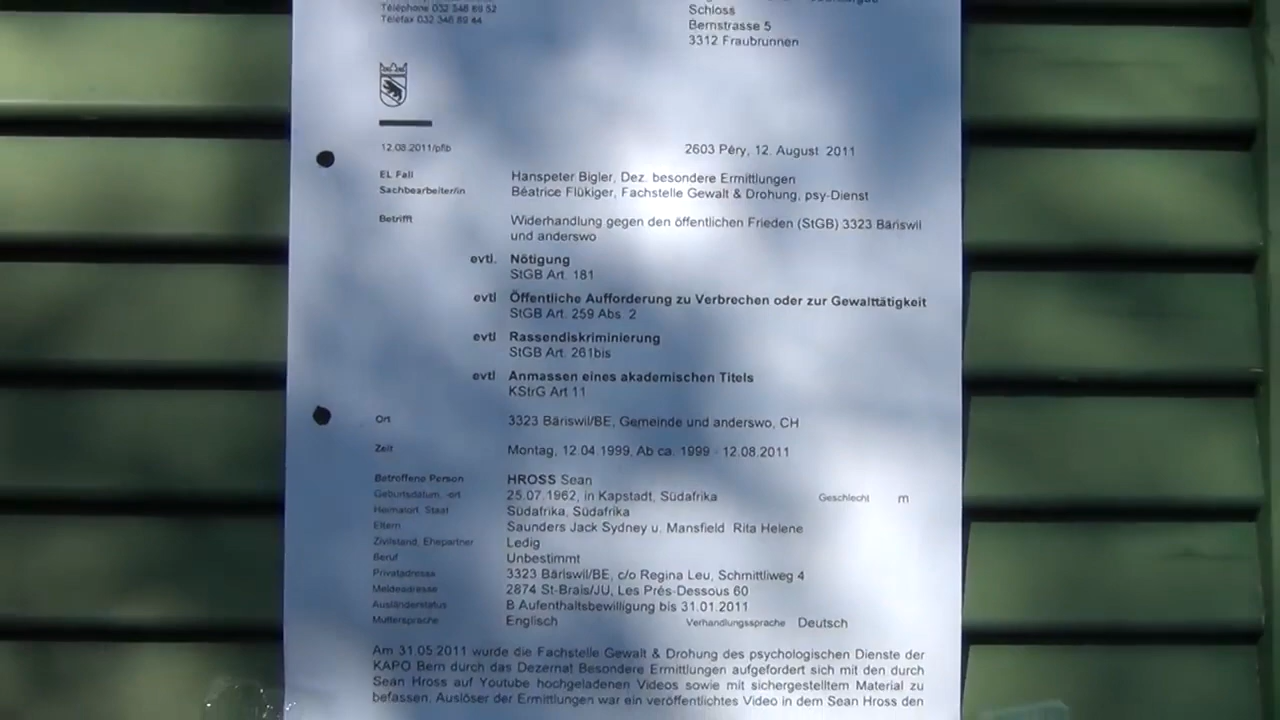 Téléphone 032 346 89 52
Téléfax 032 346 89 44
Schloss
Bernstrasse 5
3312 Fraubrunnen
12.08.2011/pfib
2603 Péry, 12. August 2011
EL Fall Hanspeter Bigler, Dez. besondere Ermittlungen
Sachbearbeiter/in Béatrice Flükiger, Fachstelle Gewalt & Drohung, psy-Dienst
Betrifft Widerhandlung gegen den öffentlichen Frieden (StGB) 3323 Bäriswil
und anderswo
evtl. Nötigung
StGB Art. 181
evtl Öffentliche Aufforderung zu Verbrechen oder zur Gewalttätigkeit
StGB Art. 259 Abs. 2
evtl Rassendiskriminierung
StGB Art. 261bis
evtl Anmassen eines akademischen Titels
KStrG Art 11
Ort 3323 Bäriswil/BE, Gemeinde und anderswo, CH
Zeit Montag, 12.04.1999, Ab ca. 1999 - 12.08.2011
Betroffene Person HROSS Sean
Geburtsdatum, -ort 25.07.1962, in Kapstadt, Südafrika Geschlecht m
Heimatort, Staat Südafrika, Südafrika
Eltern Saunders Jack Sydney u. Mansfield Rita Helene
Zivilstand, Ehepartner Ledig
Beruf Unbestimmt
Privatadresse 3323 Bäriswil/BE, c/o Regina Leu, Schmittliweg 4
Meldeadresse 2874 St-Brais/JU, Les Prés-Dessous 60
Ausländerstatus B Aufenthaltsbewilligung bis 31.01.2011
Muttersprache Englisch Verhandlungssprache Deutsch
Am 31.05.2011 wurde die Fachstelle Gewalt & Drohung des psychologischen Dienste der
KAPO Bern durch das Dezernat Besondere Ermittlungen aufgefordert sich mit den durch
Sean Hross auf Youtube hochgeladenen Videos sowie mit sichergestelltem Material zu
befassen. Auslöser der Ermittlungen war ein veröffentlichtes Video in dem Sean Hross den